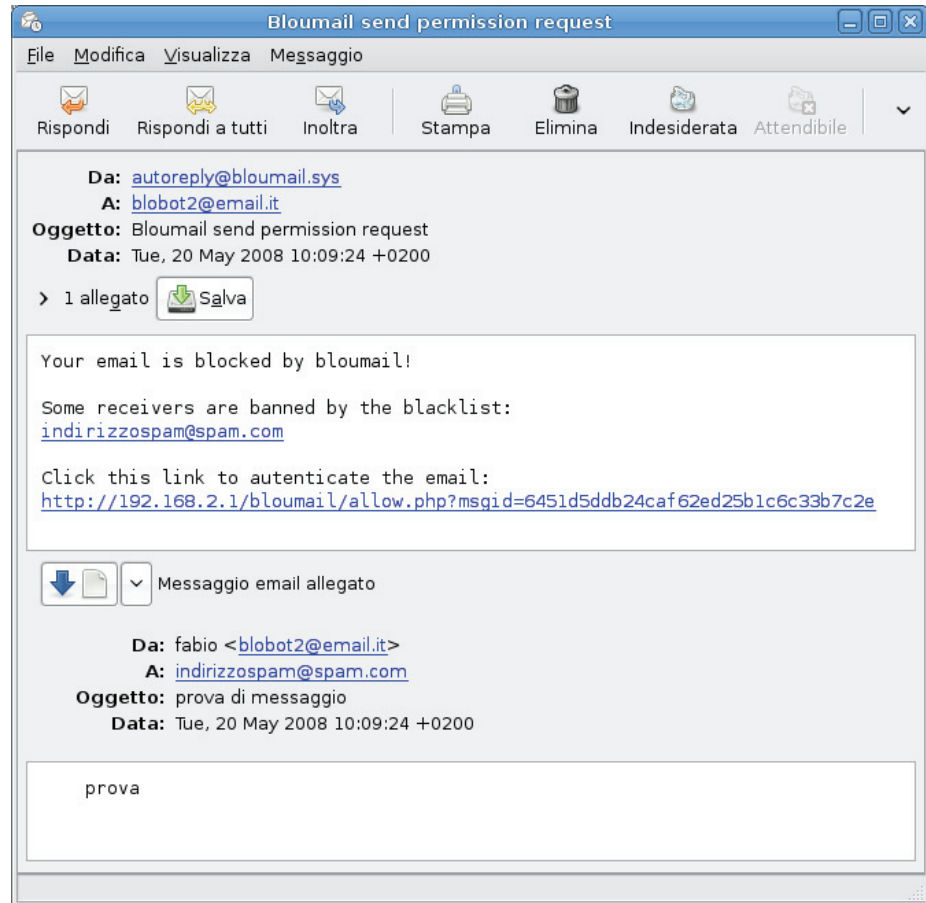 Bloumail send permission request
File Modifica Visualizza Messaggio
Rispondi Rispondi a tutti Inoltra Stampa Elimina Indesiderata Attendibile
Da: autoreply@bloumail.sys
A: blobot2@email.it
Oggetto: Bloumail send permission request
Data: Tue, 20 May 2008 10:09:24 +0200
1 allegato Salva
Your email is blocked by bloumail!
Some receivers are banned by the blacklist:
indirizzospam@spam.com
Click this link to autenticate the email:
http://192.168.2.1/bloumail/allow.php?msgid=6451d5ddb24caf62ed25b1c6c33b7c2e
Messaggio email allegato
Da: fabio <blobot2@email.it>
A: indirizzospam@spam.com
Oggetto: prova di messaggio
Data: Tue, 20 May 2008 10:09:24 +0200
prova